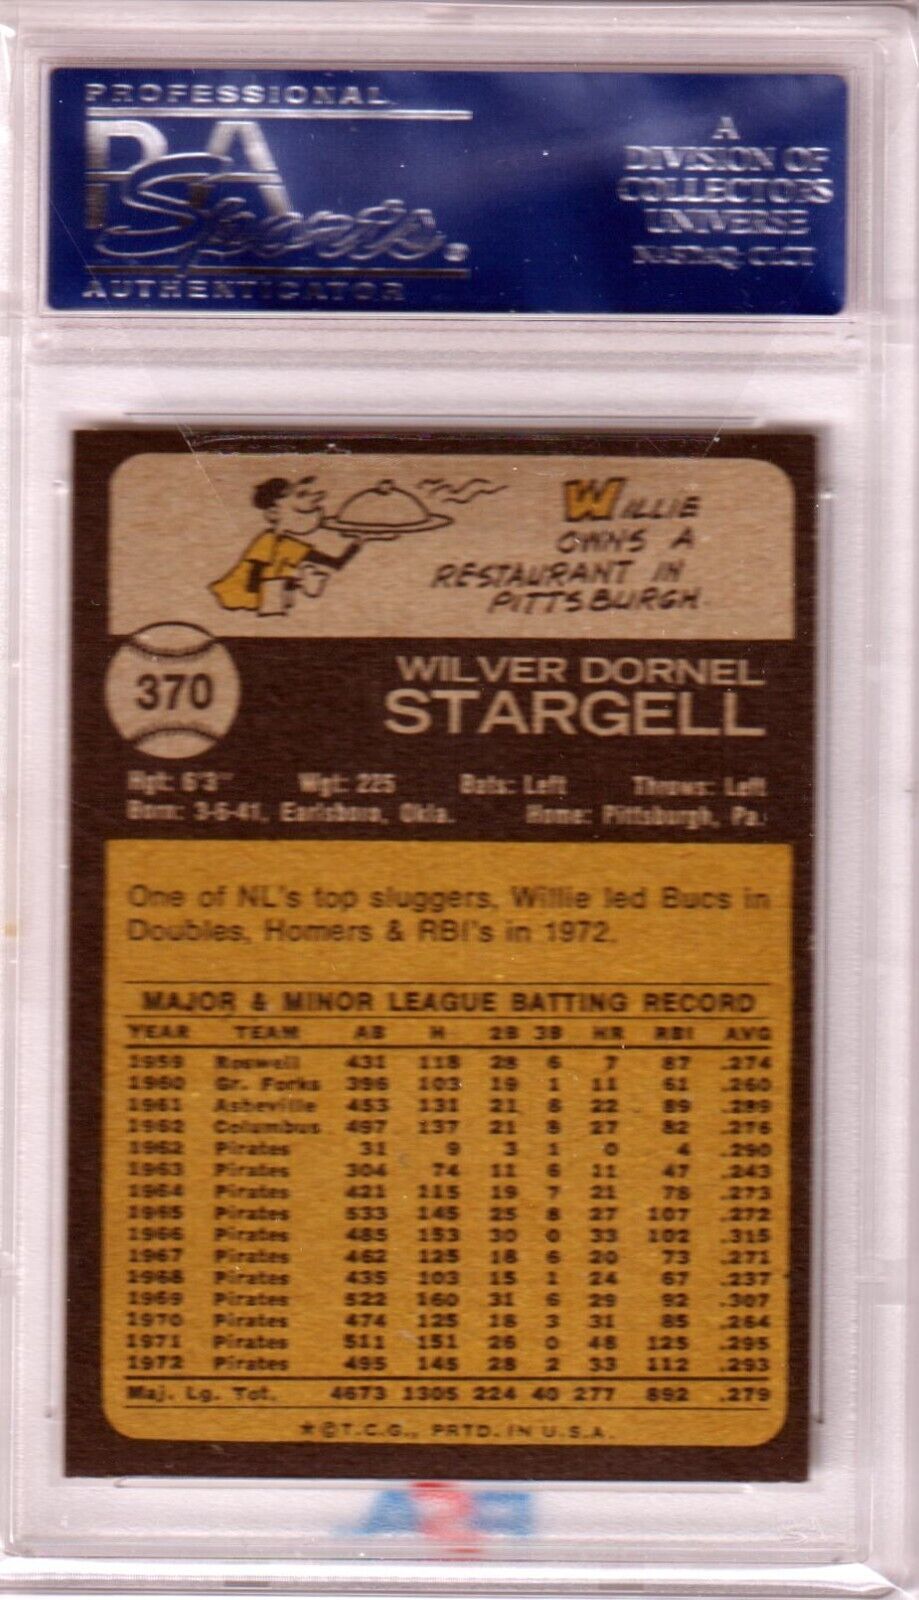 PROFESSIONAL
PSA
Sports®
AUTHENTICATOR
A
DIVISION OF
COLLECTOR'S
UNIVERSE
NASDAQ: CLCT
WILLIE
OWNS A
RESTAURANT IN
PITTSBURGH.
370
WILVER DORNEL
STARGELL
Hgt: 6'3" Wgt: 225 Bats: Left Throws: Left
Born: 3-6-41, Earlsboro, Okla. Home: Pittsburgh, Pa.
One of NL's top sluggers, Willie led Bucs in
Doubles, Homers & RBI's in 1972.
MAJOR & MINOR LEAGUE BATTING RECORD
YEAR TEAM AB H 2B 3B HR RBI AVG
1959 Roswell 431 118 28 6 7 87 .274
1960 Gr. Forks 396 103 19 1 11 61 .260
1961 Asheville 453 131 21 8 22 89 .289
1962 Columbus 497 137 21 8 27 82 .276
1962 Pirates 31 9 3 1 0 4 .290
1963 Pirates 304 74 11 6 11 47 .243
1964 Pirates 421 115 19 7 21 78 .273
1965 Pirates 533 145 25 8 27 107 .272
1966 Pirates 485 153 30 0 33 102 .315
1967 Pirates 462 125 18 6 20 73 .271
1968 Pirates 435 103 15 1 24 67 .237
1969 Pirates 522 160 31 6 29 92 .307
1970 Pirates 474 125 18 3 31 85 .264
1971 Pirates 511 151 26 0 48 125 .295
1972 Pirates 495 145 28 2 33 112 .293
Maj. Lg. Tot. 4673 1305 224 40 277 892 .279
*©T.C.G., PRTD. IN U.S.A.